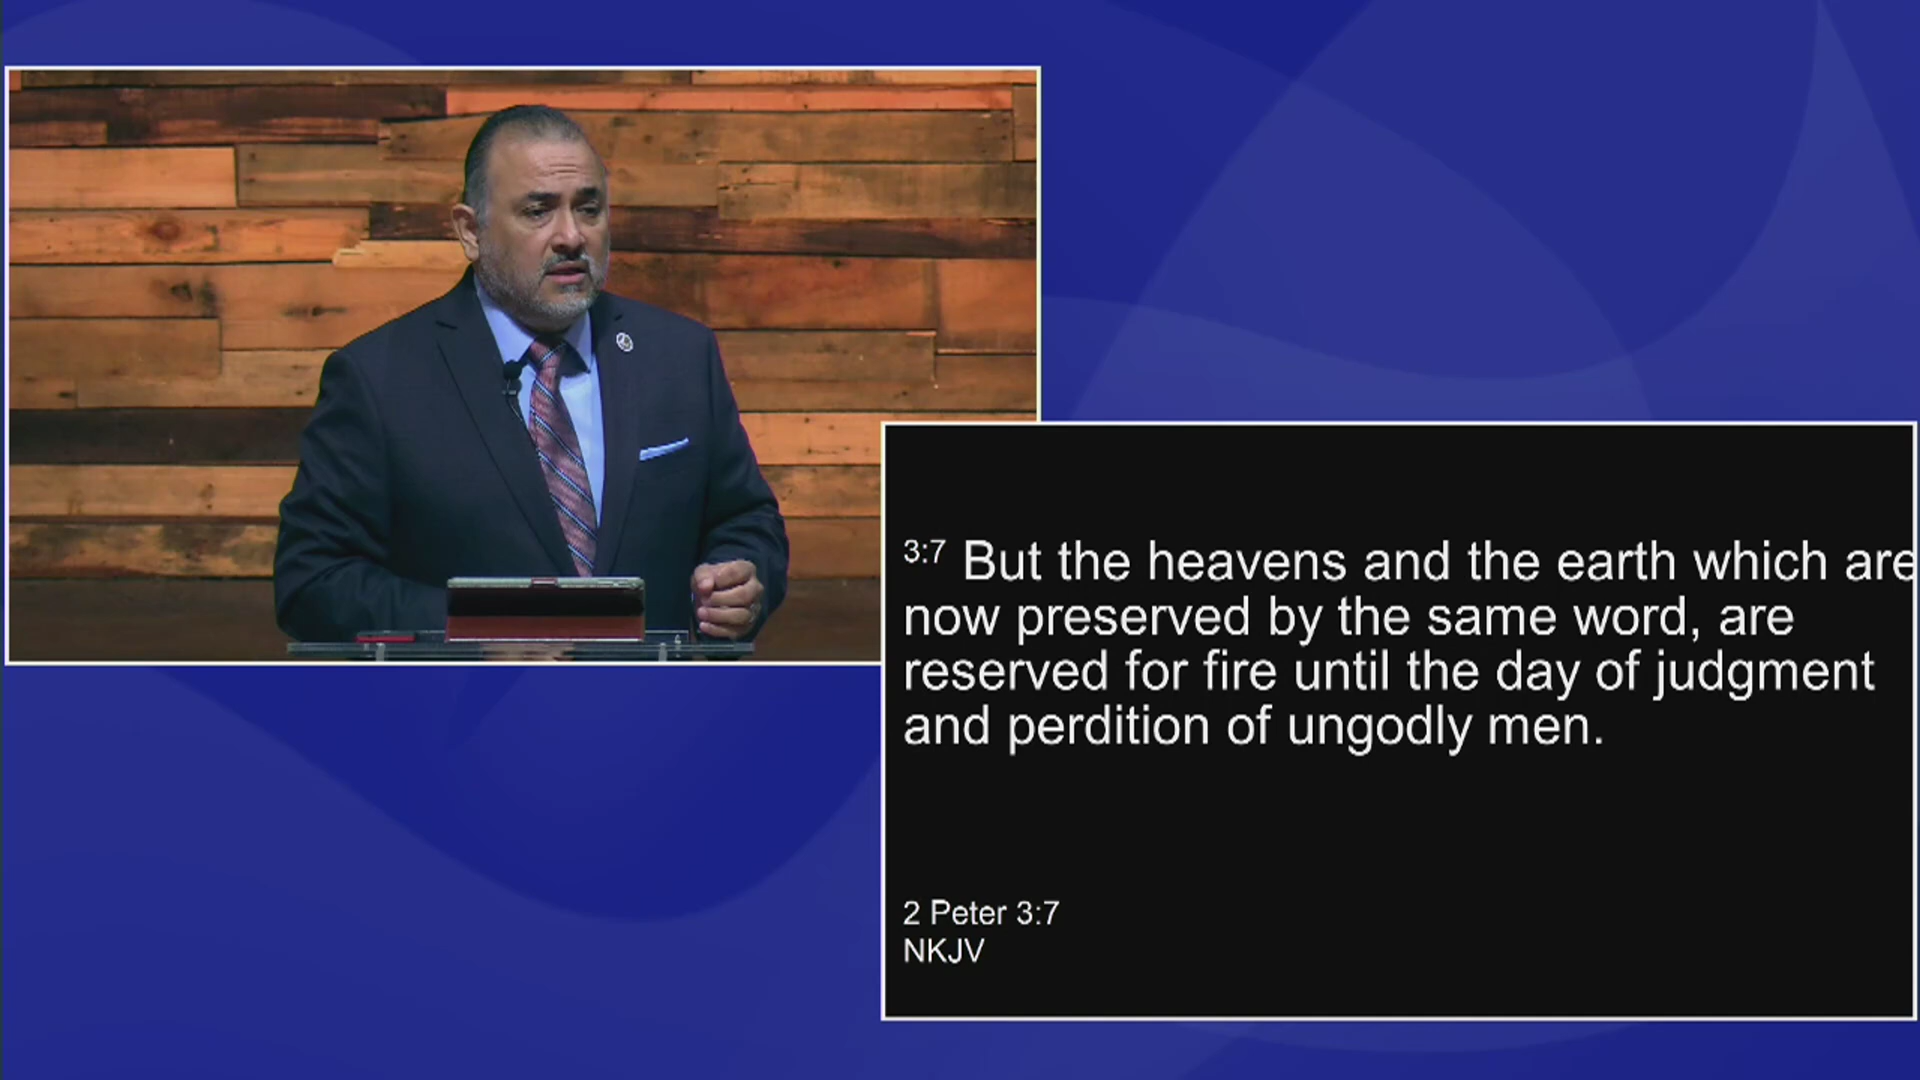 3:7 But the heavens and the earth which are
now preserved by the same word, are
reserved for fire until the day of judgment
and perdition of ungodly men.
2 Peter 3:7
NKJV